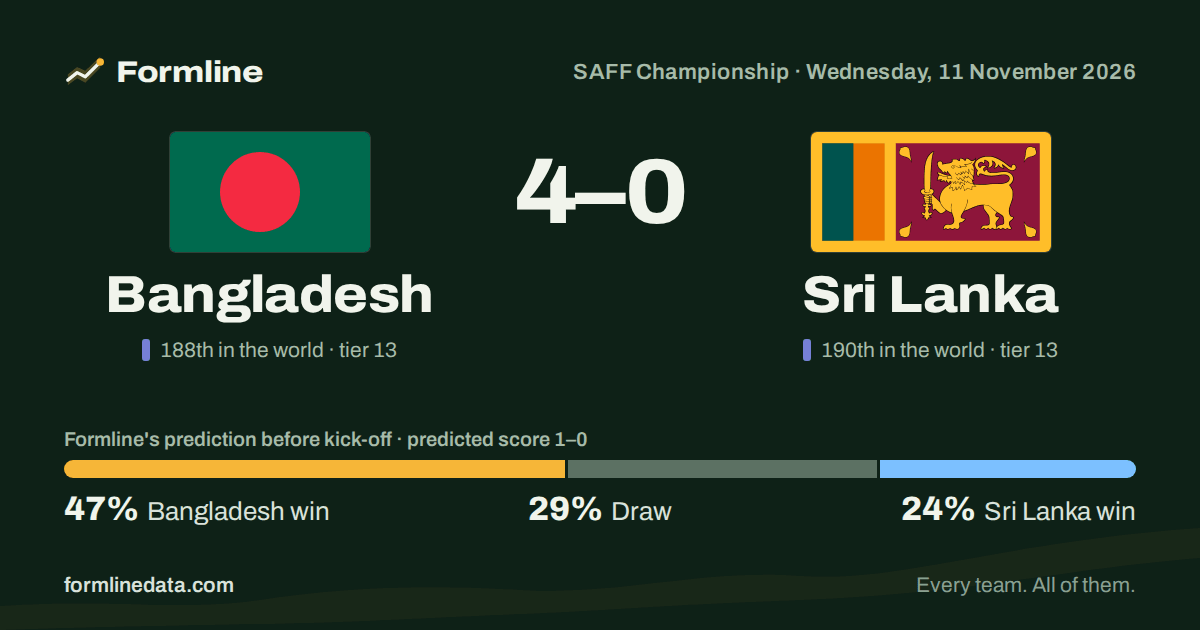 Formline
SAFF Championship · Wednesday, 11 November 2026
4–0
Bangladesh
Sri Lanka
188th in the world · tier 13
190th in the world · tier 13
Formline's prediction before kick-off · predicted score 1–0
47% Bangladesh win
29% Draw
24% Sri Lanka win
formlinedata.com
Every team. All of them.